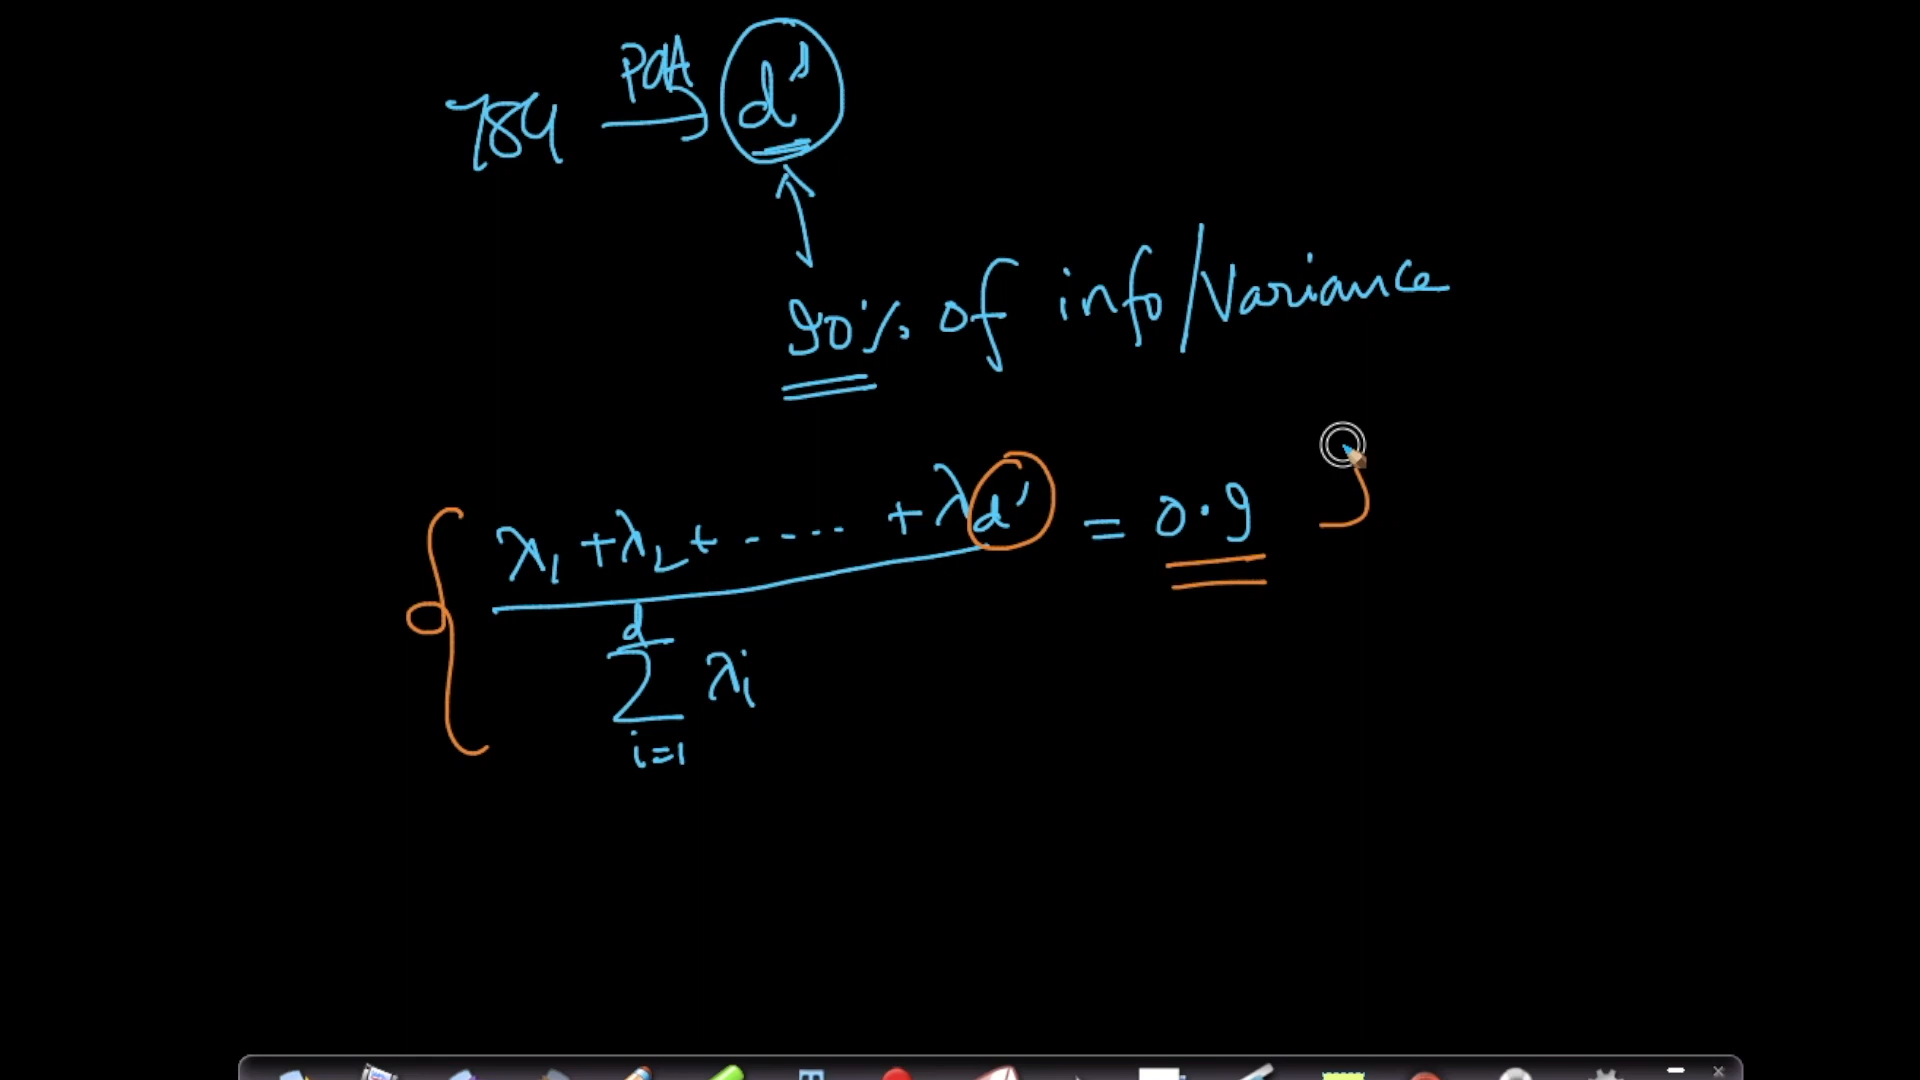 784 PCA→ d'
90% of info/Variance
λ1 + λ2 + ..... + λd' = 0.9
d
Σ λi
i=1